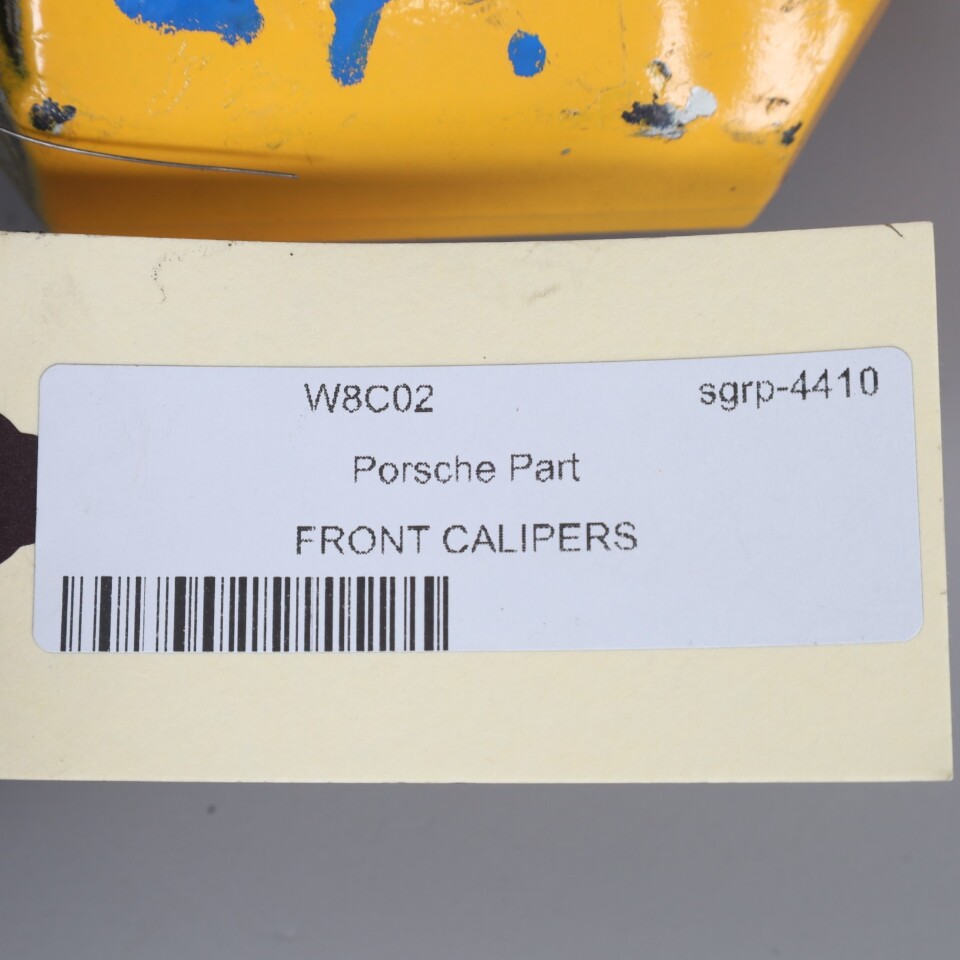 W8C02 sgrp-4410
Porsche Part
FRONT CALIPERS